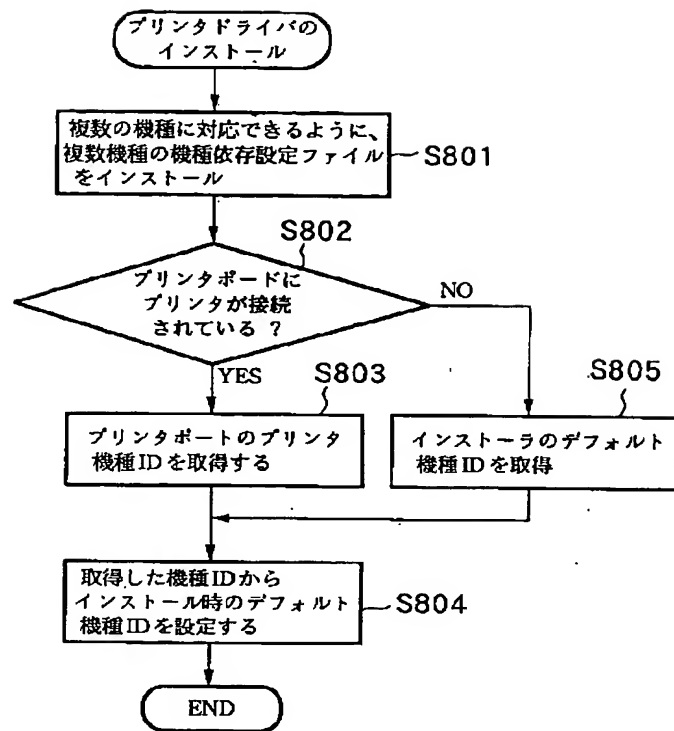 プリンタドライバの
インストール
複数の機種に対応できるように、
複数機種の機種依存設定ファイル
をインストール
S801
S802
プリンタボードに
プリンタが接続
されている ?
NO
YES
S803
S805
プリンタポートのプリンタ
機種IDを取得する
インストーラのデフォルト
機種IDを取得
取得した機種IDから
インストール時のデフォルト
機種IDを設定する
S804
END